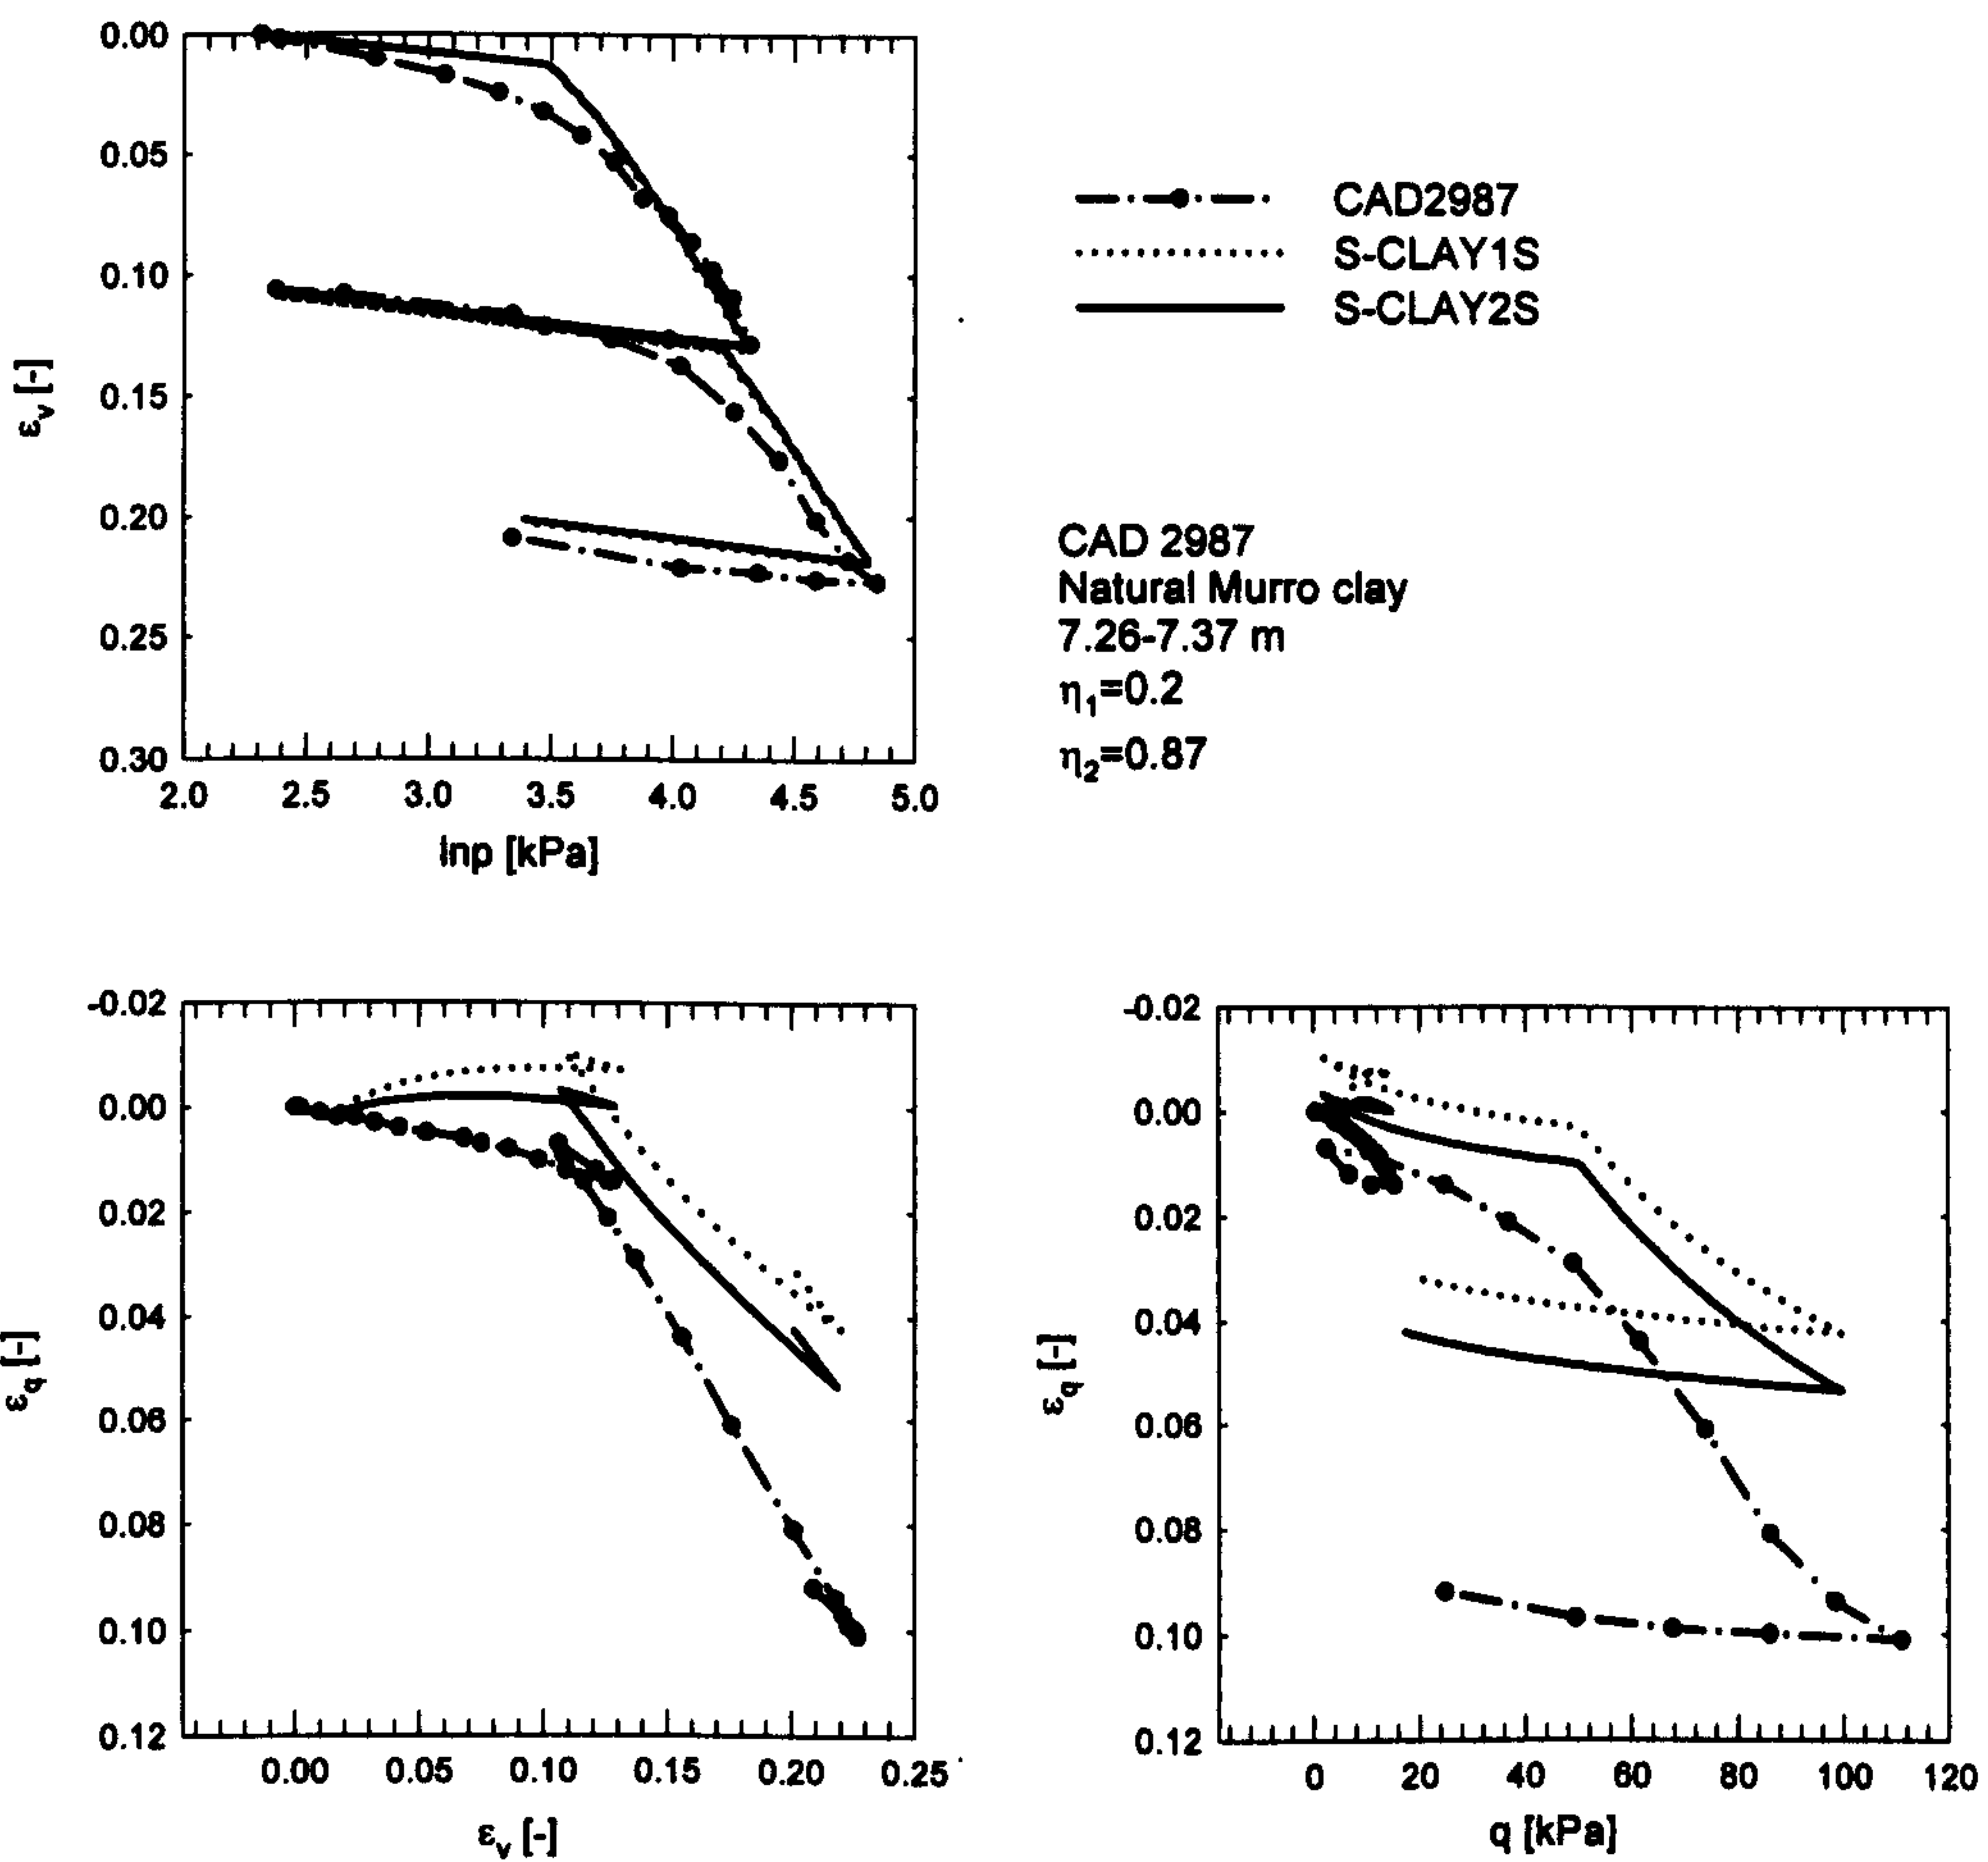 0.00
0.05
0.10
0.15
0.20
0.25
0.30
εv [-]
2.0 2.5 3.0 3.5 4.0 4.5 5.0
lnp [kPa]
CAD2987
S-CLAY1S
S-CLAY2S
CAD 2987
Natural Murro clay
7.26-7.37 m
η1=0.2
η2=0.87
-0.02
0.00
0.02
0.04
0.06
0.08
0.10
0.12
εq [-]
0.00 0.05 0.10 0.15 0.20 0.25
εv [-]
-0.02
0.00
0.02
0.04
0.06
0.08
0.10
0.12
εq [-]
0 20 40 60 80 100 120
q [kPa]